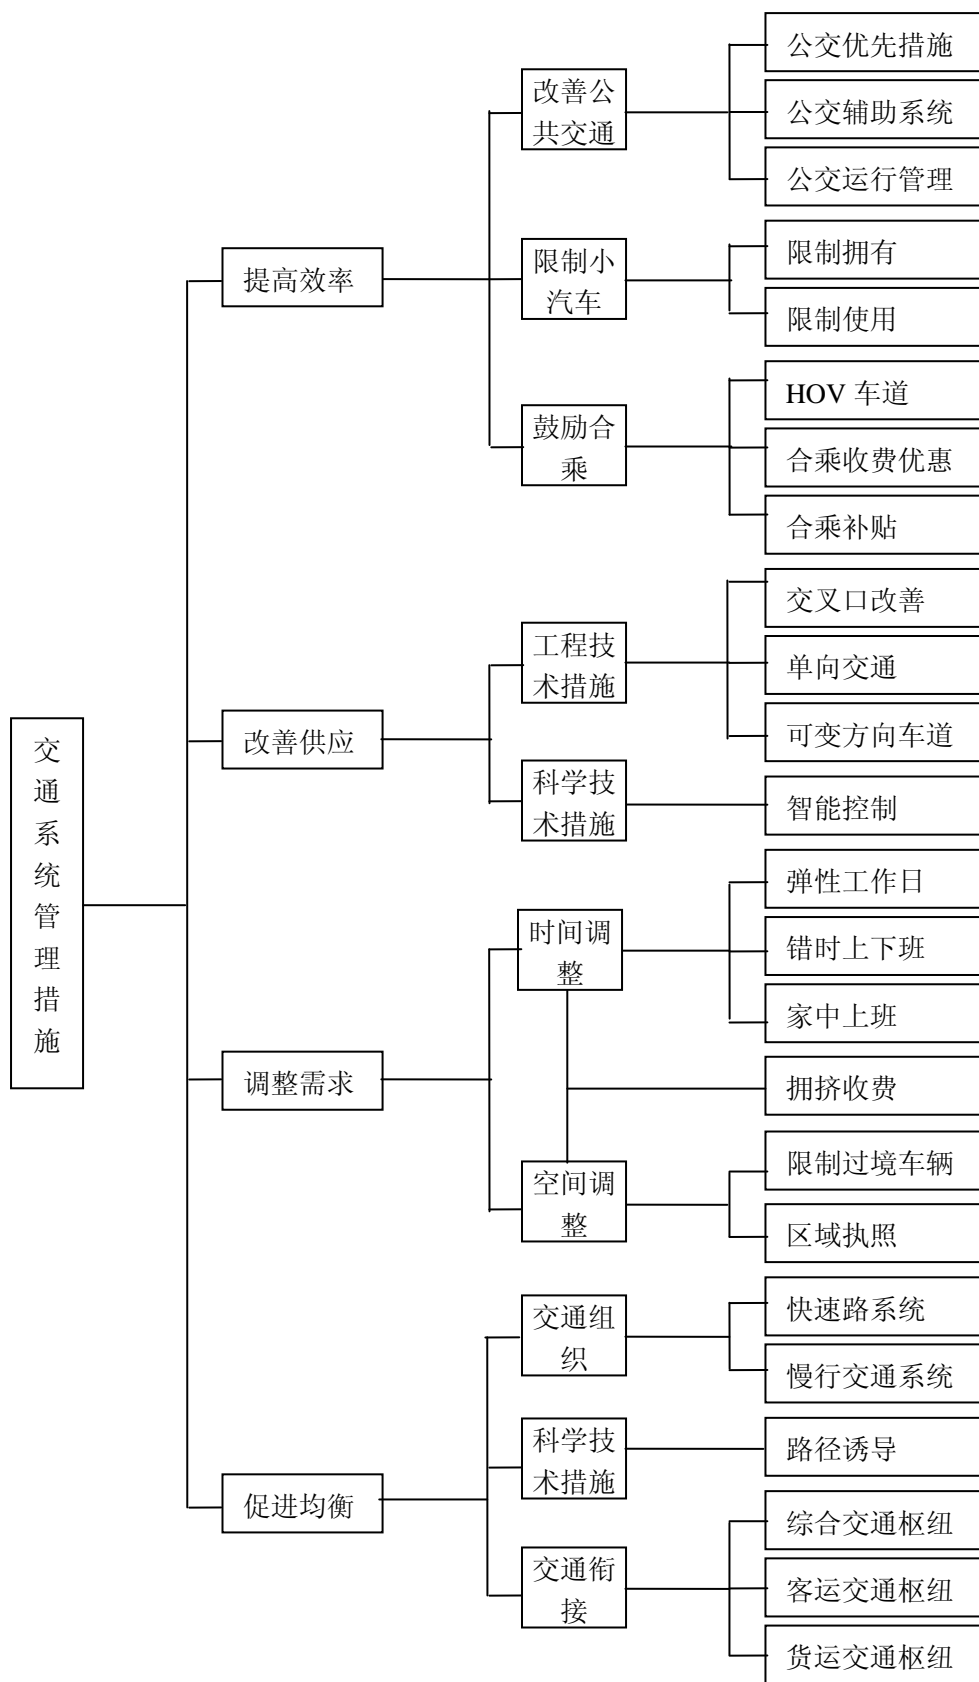 公交优先措施
改善公
共交通
公交辅助系统
公交运行管理
提高效率
限制小
汽车
限制拥有
限制使用
鼓励合
乘
HOV 车道
合乘收费优惠
合乘补贴
交通系统管理措施
改善供应
工程技
术措施
交叉口改善
单向交通
可变方向车道
科学技
术措施
智能控制
调整需求
时间调
整
弹性工作日
错时上下班
家中上班
拥挤收费
空间调
整
限制过境车辆
区域执照
促进均衡
交通组
织
快速路系统
慢行交通系统
科学技
术措施
路径诱导
交通衔
接
综合交通枢纽
客运交通枢纽
货运交通枢纽